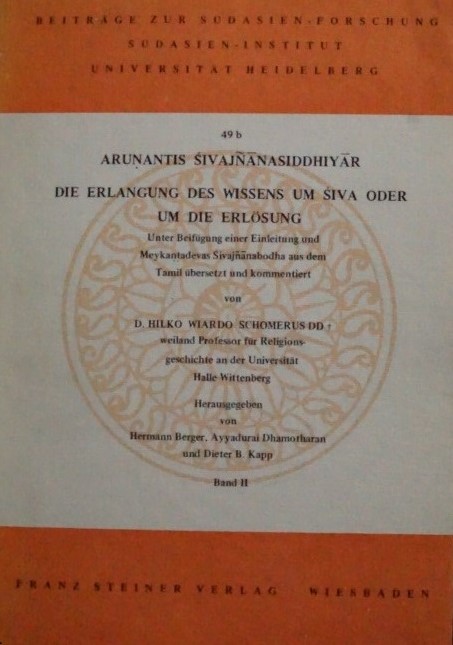 BEITRÄGE ZUR SÜDASIEN-FORSCHUNG
SÜDASIEN-INSTITUT
UNIVERSITÄT HEIDELBERG
49 b
ARUṆANTIS ŚIVAJÑĀNASIDDHIYĀR
DIE ERLANGUNG DES WISSENS UM ŚIVA ODER
UM DIE ERLÖSUNG
Unter Beifügung einer Einleitung und
Meykantadevas Śivajñānabodha aus dem
Tamil übersetzt und kommentiert
von
D. HILKO WIARDO SCHOMERUS DD †
weiland Professor für Religions-
geschichte an der Universität
Halle-Wittenberg
Herausgegeben
von
Hermann Berger, Ayyadurai Dhamotharan
und Dieter B. Kapp
Band II
FRANZ STEINER VERLAG WIESBADEN